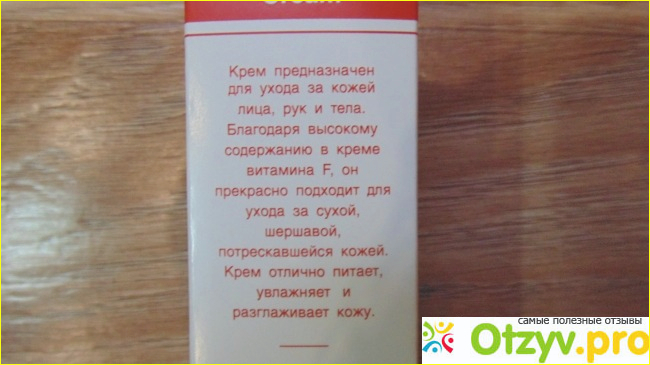 Cream
Крем предназначен
для ухода за кожей
лица, рук и тела.
Благодаря высокому
содержанию в креме
витамина F, он
прекрасно подходит для
ухода за сухой,
шершавой,
потрескавшейся кожей.
Крем отлично питает,
увлажняет и
разглаживает кожу.
самые полезные отзывы
Otzyv.pro